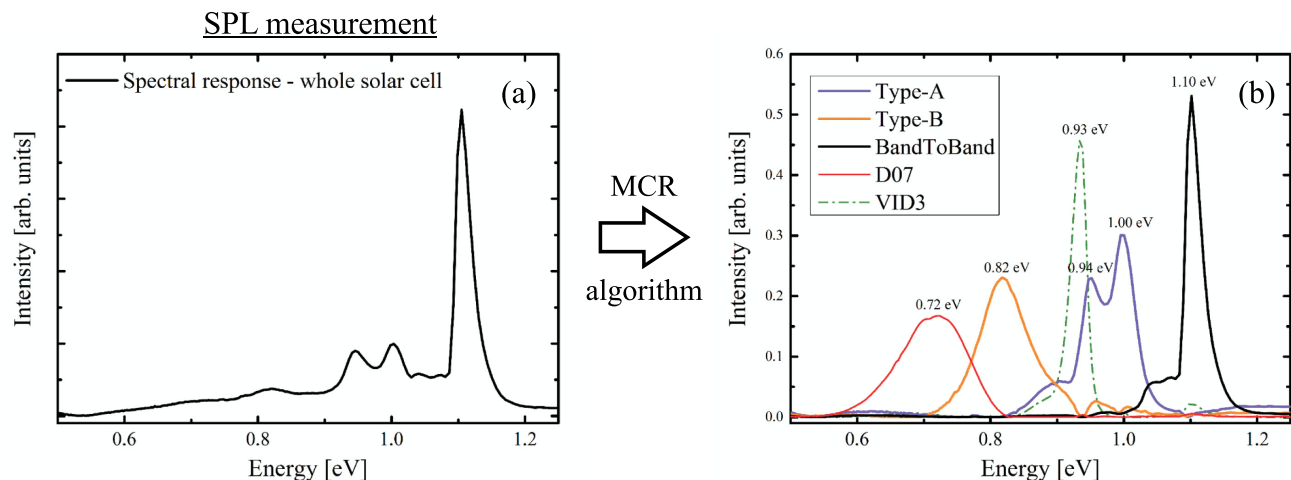 SPL measurement
Spectral response - whole solar cell
(a)
Intensity [arb. units]
0.6
0.8
1.0
1.2
Energy [eV]
MCR
algorithm
(b)
Type-A
Type-B
BandToBand
D07
VID3
1.10 eV
0.93 eV
1.00 eV
0.94 eV
0.82 eV
0.72 eV
Intensity [arb. units]
0.6
0.5
0.4
0.3
0.2
0.1
0.0
0.6
0.8
1.0
1.2
Energy [eV]